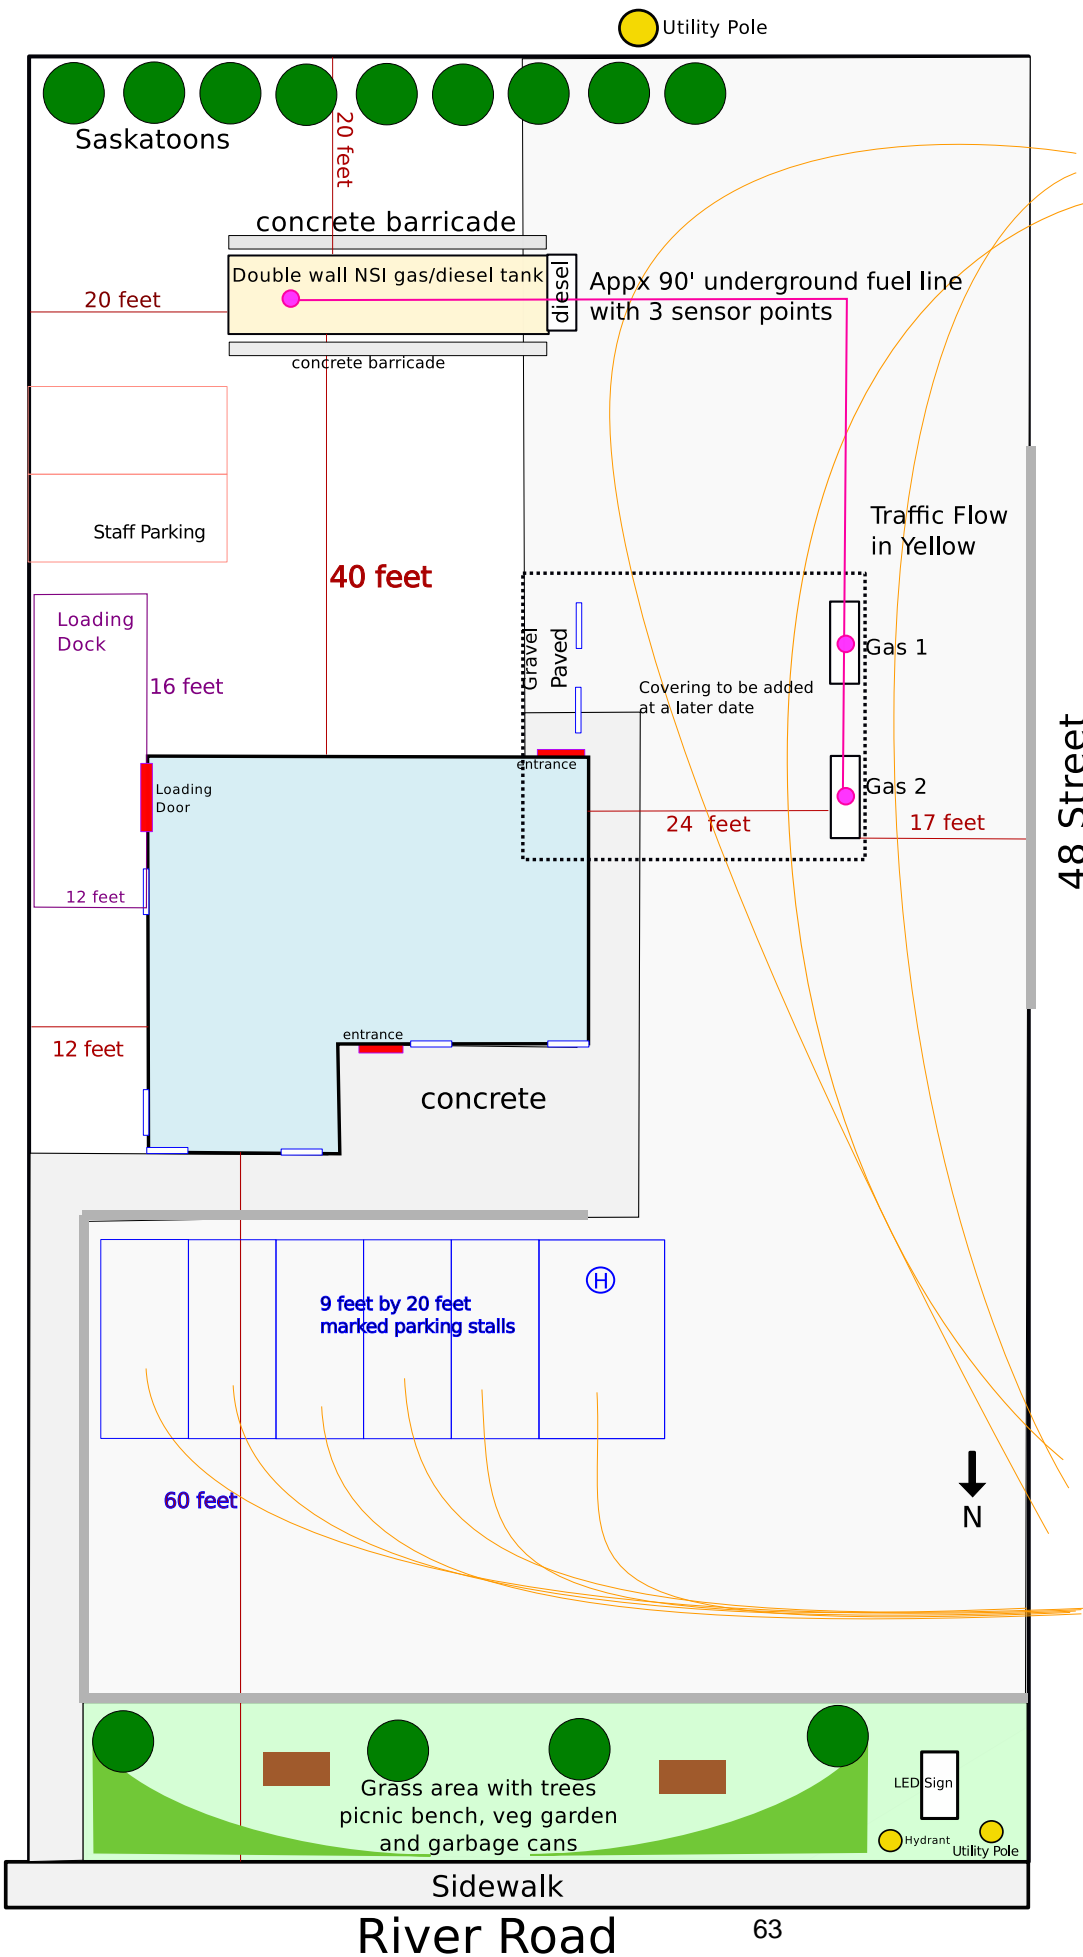 Utility Pole
Saskatoons
20 feet
concrete barricade
Double wall NSI gas/diesel tank
diesel
Appx 90' underground fuel line
with 3 sensor points
20 feet
concrete barricade
Staff Parking
Traffic Flow
in Yellow
40 feet
Loading
Dock
16 feet
Gravel
Paved
Gas 1
Covering to be added
at a later date
48 Street
entrance
Loading
Door
Gas 2
24 feet
17 feet
12 feet
entrance
12 feet
concrete
H
9 feet by 20 feet
marked parking stalls
60 feet
N
LED Sign
Grass area with trees
picnic bench, veg garden
and garbage cans
Hydrant
Utility Pole
Sidewalk
River Road
63